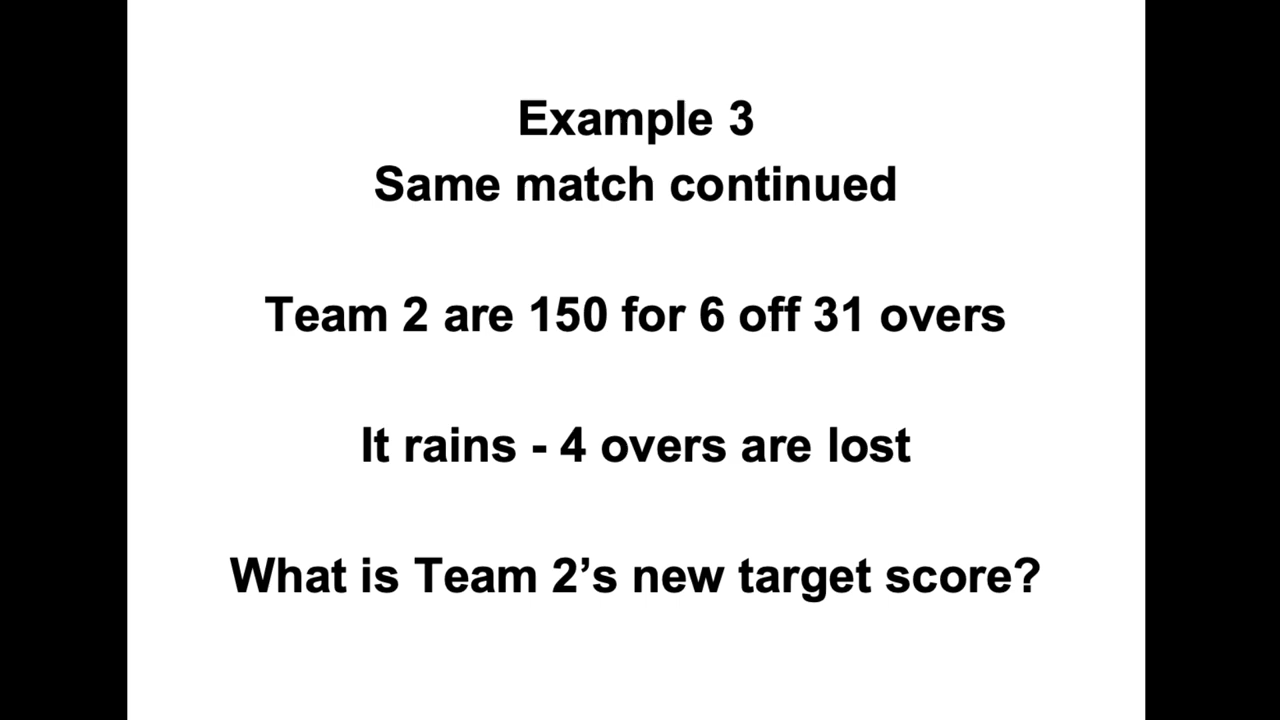 Example 3
Same match continued
Team 2 are 150 for 6 off 31 overs
It rains - 4 overs are lost
What is Team 2’s new target score?